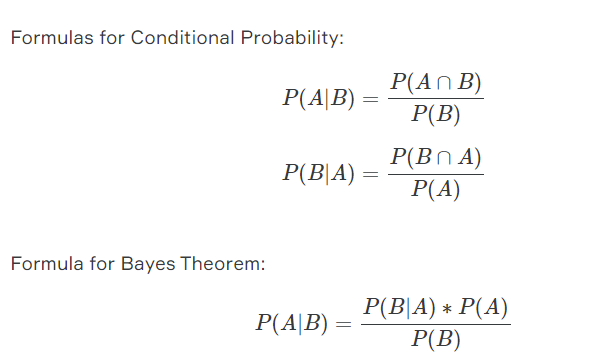 Formulas for Conditional Probability:
P(A|B) = P(A ∩ B) / P(B)
P(B|A) = P(B ∩ A) / P(A)
Formula for Bayes Theorem:
P(A|B) = P(B|A) ∗ P(A) / P(B)